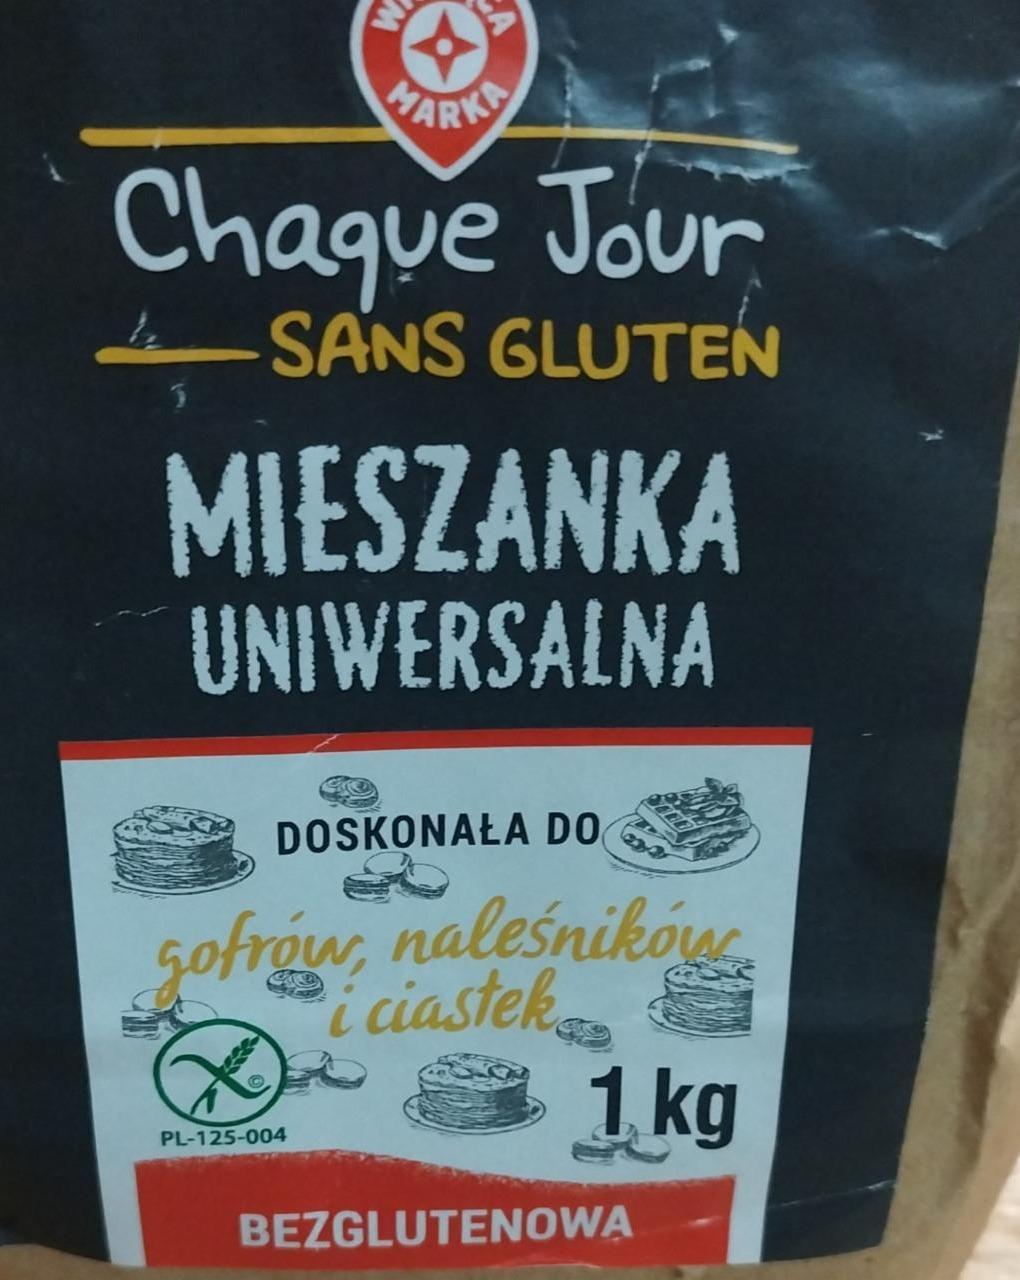 MARKA
Chaque Jour
SANS GLUTEN
MIESZANKA
UNIWERSALNA
DOSKONAŁA DO
gofrów, naleśników
i ciastek
©
PL-125-004
1 kg
BEZGLUTENOWA